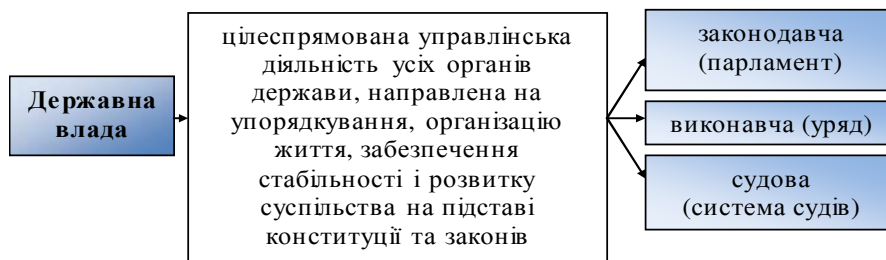 Державна
влада
цілеспрямована управлінська
діяльність усіх органів
держави, направлена на
упорядкування, організацію
життя, забезпечення
стабільності і розвитку
суспільства на підставі
конституції та законів
законодавча
(парламент)
виконавча (уряд)
судова
(система судів)